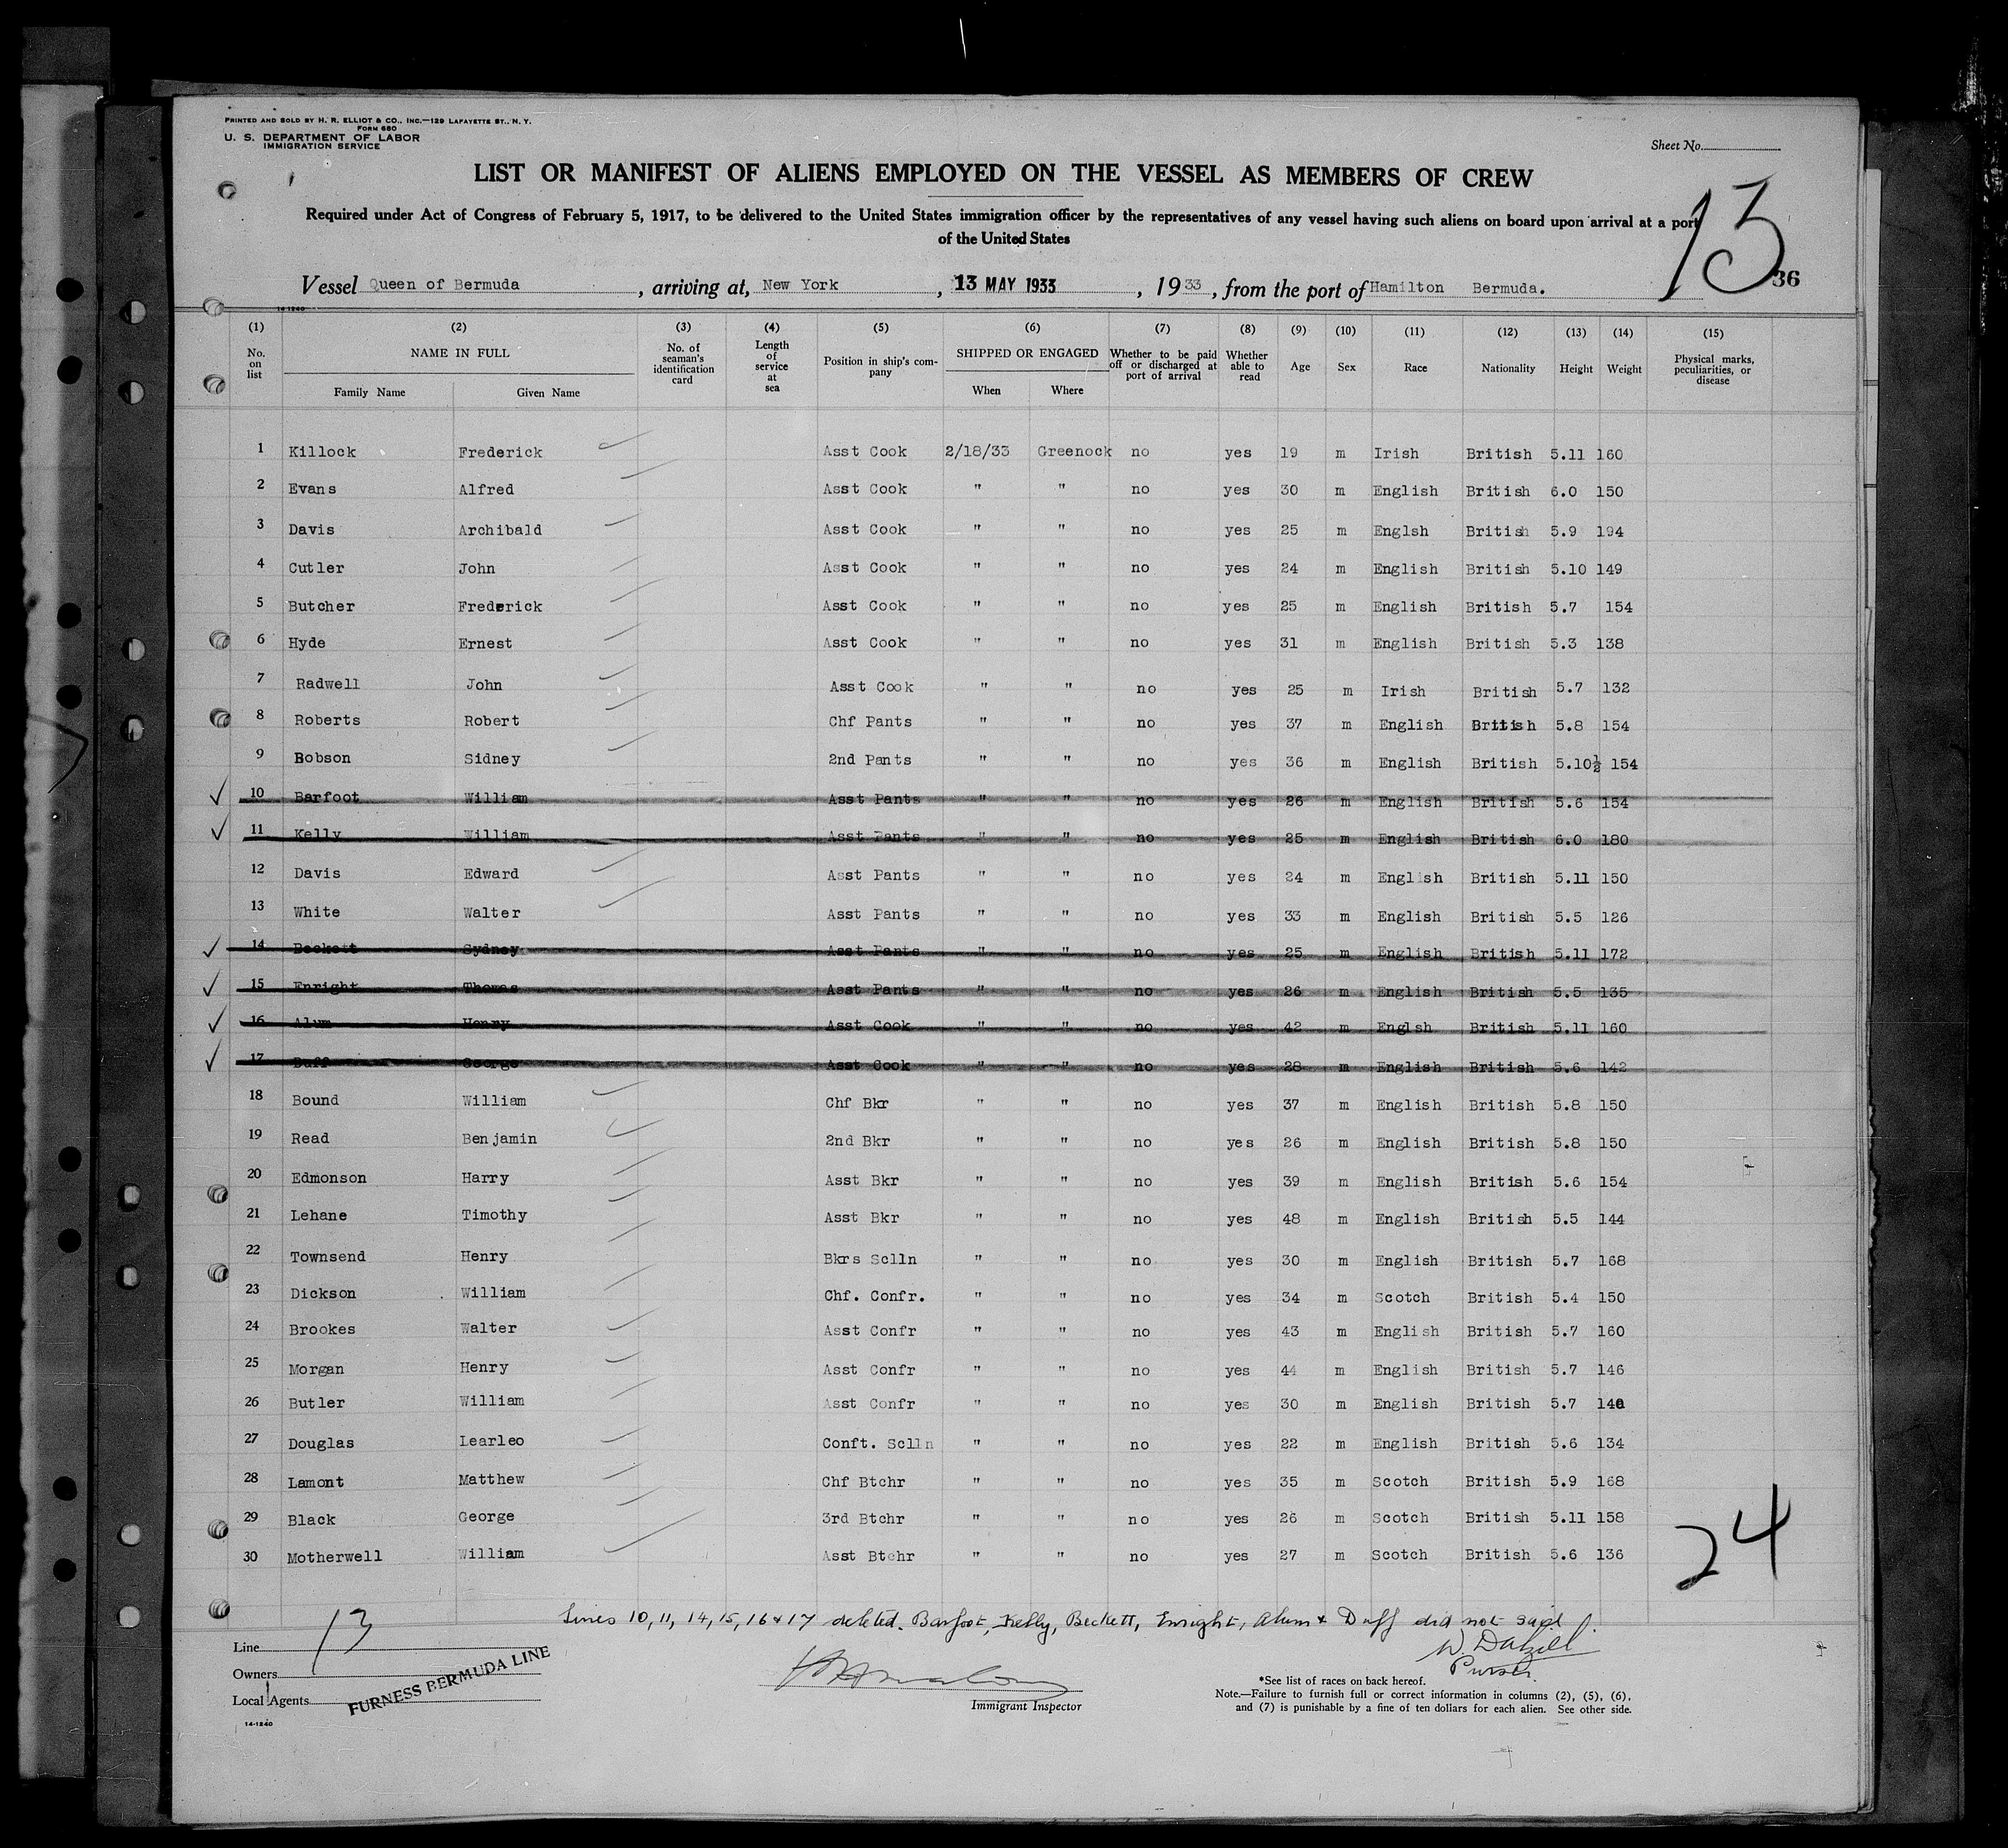 PRINTED AND SOLD BY H. R. ELLIOT & CO., INC.—129 LAFAYETTE ST., N. Y.
FORM 680
U. S. DEPARTMENT OF LABOR
IMMIGRATION SERVICE
Sheet No.
LIST OR MANIFEST OF ALIENS EMPLOYED ON THE VESSEL AS MEMBERS OF CREW
13
Required under Act of Congress of February 5, 1917, to be delivered to the United States immigration officer by the representatives of any vessel having such aliens on board upon arrival at a port
of the United States
36
Vessel Queen of Bermuda, arriving at, New York, 13 MAY 1933, 1933, from the port of Hamilton Bermuda.
14-1240
(1) (2) (3) (4) (5) (6) (7) (8) (9) (10) (11) (12) (13) (14) (15)
No. on list NAME IN FULL Family Name Given Name No. of seaman's identification card Length of service at sea Position in ship's company SHIPPED OR ENGAGED When Where Whether to be paid off or discharged at port of arrival Whether able to read Age Sex Race Nationality Height Weight Physical marks, peculiarities, or disease
1 Killock Frederick Asst Cook 2/18/33 Greenock no yes 19 m Irish British 5.11 160
2 Evans Alfred Asst Cook " " no yes 30 m English British 6.0 150
3 Davis Archibald Asst Cook " " no yes 25 m Englsh British 5.9 194
4 Cutler John Asst Cook " " no yes 24 m English British 5.10 149
5 Butcher Frederick Asst Cook " " no yes 25 m English British 5.7 154
6 Hyde Ernest Asst Cook " " no yes 31 m English British 5.3 138
7 Radwell John Asst Cook " " no yes 25 m Irish British 5.7 132
8 Roberts Robert Chf Pants " " no yes 37 m English British 5.8 154
9 Bobson Sidney 2nd Pants " " no yes 36 m English British 5.10½ 154
10 Barfoot William Asst Pants " " no yes 26 m English British 5.6 154
11 Kelly William Asst Pants " " no yes 25 m English British 6.0 180
12 Davis Edward Asst Pants " " no yes 24 m English British 5.11 150
13 White Walter Asst Pants " " no yes 33 m English British 5.5 126
14 Beckett Sydney Asst Pants " " no yes 25 m English British 5.11 172
15 Enright Thomas Asst Pants " " no yes 26 m English British 5.5 135
16 Alum Henry Asst Cook " " no yes 42 m Englsh British 5.11 160
17 Duff George Asst Cook " " no yes 28 m English British 5.6 142
18 Bound William Chf Bkr " " no yes 37 m English British 5.8 150
19 Read Benjamin 2nd Bkr " " no yes 26 m English British 5.8 150
20 Edmonson Harry Asst Bkr " " no yes 39 m English British 5.6 154
21 Lehane Timothy Asst Bkr " " no yes 48 m English British 5.5 144
22 Townsend Henry Bkrs Sclln " " no yes 30 m English British 5.7 168
23 Dickson William Chf. Confr. " " no yes 34 m Scotch British 5.4 150
24 Brookes Walter Asst Confr " " no yes 43 m English British 5.7 160
25 Morgan Henry Asst Confr " " no yes 44 m English British 5.7 146
26 Butler William Asst Confr " " no yes 30 m English British 5.7 140
27 Douglas Learleo Conft. Sclln " " no yes 22 m English British 5.6 134
28 Lamont Matthew Chf Btchr " " no yes 35 m Scotch British 5.9 168
29 Black George 3rd Btchr " " no yes 26 m Scotch British 5.11 158
30 Motherwell William Asst Btchr " " no yes 27 m Scotch British 5.6 136
24
Lines 10, 11, 14, 15, 16 & 17 deleted. Barfoot, Kelly, Beckett, Enright, Alum & Duff did not sail.
Purser
13
Line
Owners
Local Agents
FURNESS BERMUDA LINE
14-1240
Immigrant Inspector
*See list of races on back hereof.
Note.—Failure to furnish full or correct information in columns (2), (5), (6), and (7) is punishable by a fine of ten dollars for each alien. See other side.